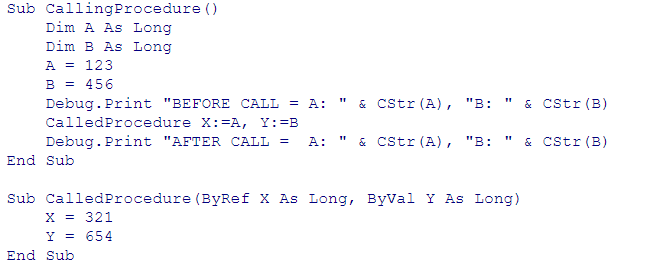 Sub CallingProcedure()
    Dim A As Long
    Dim B As Long
    A = 123
    B = 456
    Debug.Print "BEFORE CALL = A: " & CStr(A), "B: " & CStr(B)
    CalledProcedure X:=A, Y:=B
    Debug.Print "AFTER CALL =  A: " & CStr(A), "B: " & CStr(B)
End Sub

Sub CalledProcedure(ByRef X As Long, ByVal Y As Long)
    X = 321
    Y = 654
End Sub